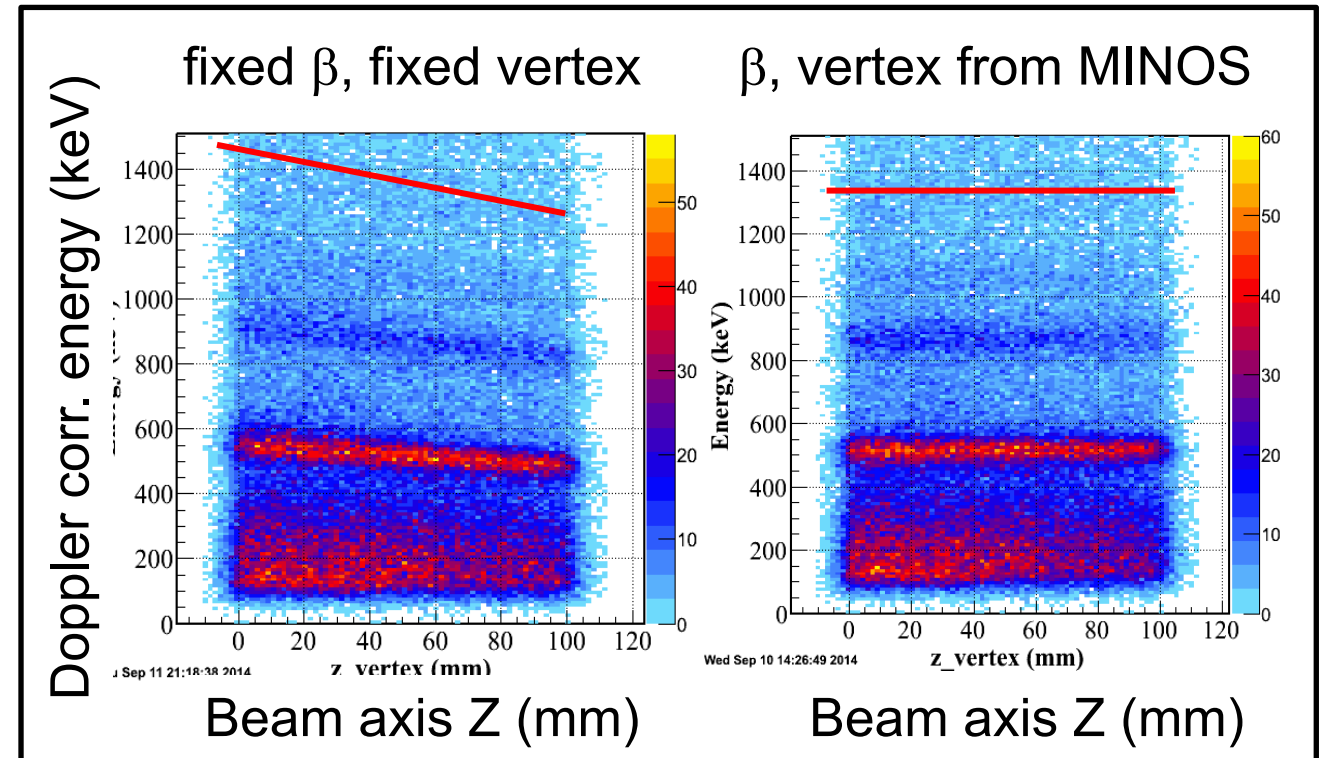 fixed β, fixed vertex
β, vertex from MINOS
Doppler corr. energy (keV)
1400
1200
1000
800
600
400
200
0
0 20 40 60 80 100 120
50
40
30
20
10
0
z_vertex (mm)
Sep 11 21:18:38 2014
Energy (keV)
1400
1200
1000
800
600
400
200
0
0 20 40 60 80 100 120
60
50
40
30
20
10
0
z_vertex (mm)
Wed Sep 10 14:26:49 2014
Beam axis Z (mm)
Beam axis Z (mm)